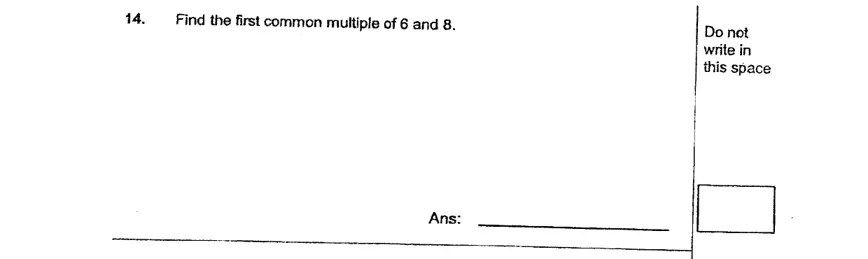 14. Find the first common multiple of 6 and 8.
Do not
write in
this space
Ans: